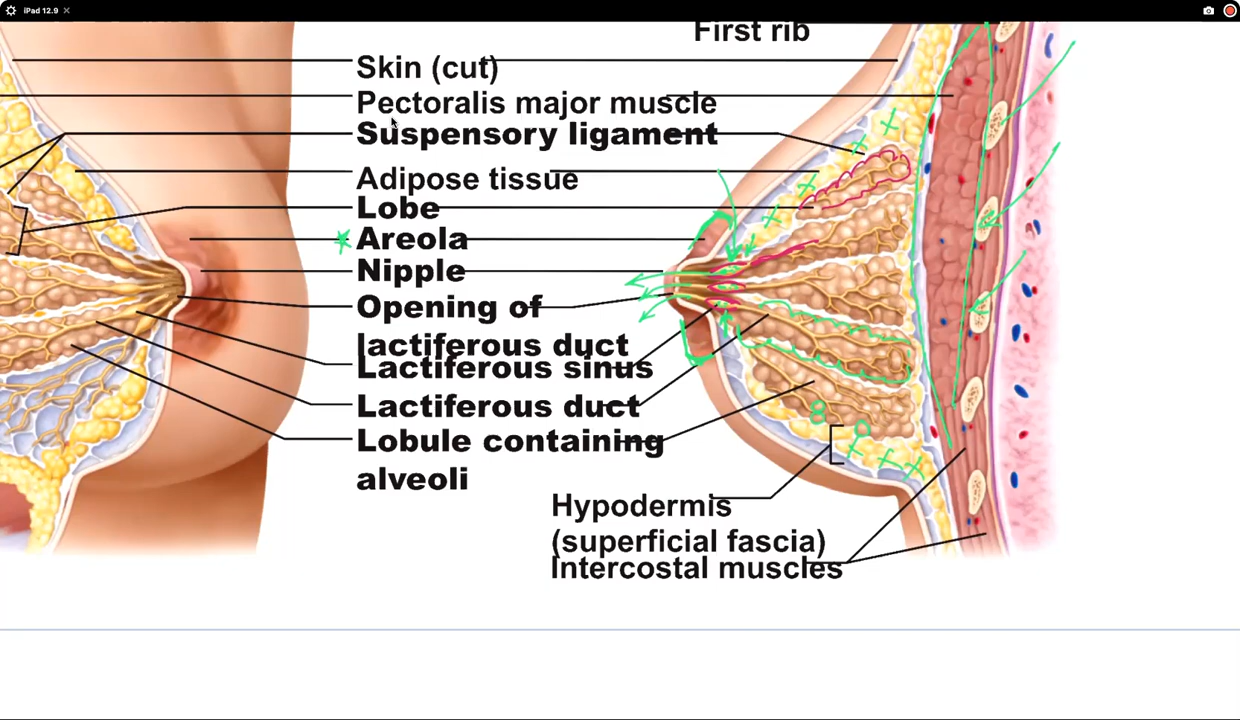 iPad 12.9
First rib
Skin (cut)
Pectoralis major muscle
Suspensory ligament
Adipose tissue
Lobe
Areola
Nipple
Opening of
lactiferous duct
Lactiferous sinus
Lactiferous duct
Lobule containing
alveoli
Hypodermis
(superficial fascia)
Intercostal muscles